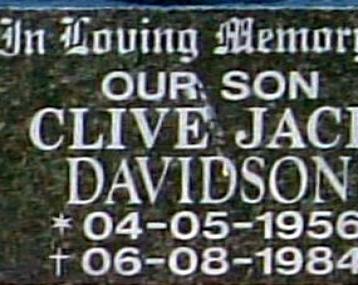 In Loving Memory
OUR SON
CLIVE JACK
DAVIDSON
* 04-05-1956
† 06-08-1984